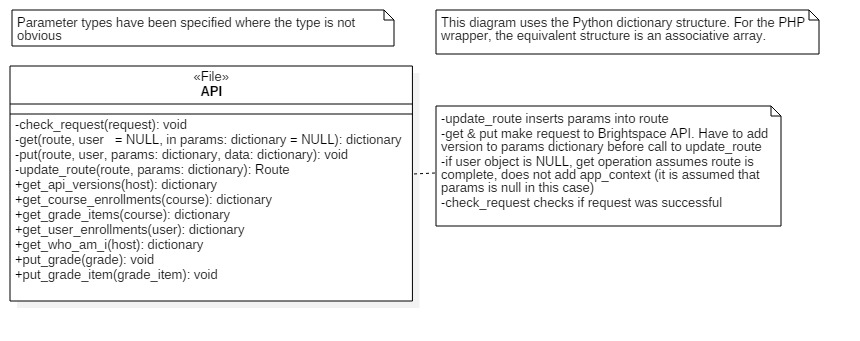 Parameter types have been specified where the type is not
obvious
This diagram uses the Python dictionary structure. For the PHP
wrapper, the equivalent structure is an associative array.
«File»
API
-check_request(request): void
-get(route, user   = NULL, in params: dictionary = NULL): dictionary
-put(route, user, params: dictionary, data: dictionary): void
-update_route(route, params: dictionary): Route
+get_api_versions(host): dictionary
+get_course_enrollments(course): dictionary
+get_grade_items(course): dictionary
+get_user_enrollments(user): dictionary
+get_who_am_i(host): dictionary
+put_grade(grade): void
+put_grade_item(grade_item): void
-update_route inserts params into route
-get & put make request to Brightspace API. Have to add
version to params dictionary before call to update_route
-if user object is NULL, get operation assumes route is
complete, does not add app_context (it is assumed that
params is null in this case)
-check_request checks if request was successful